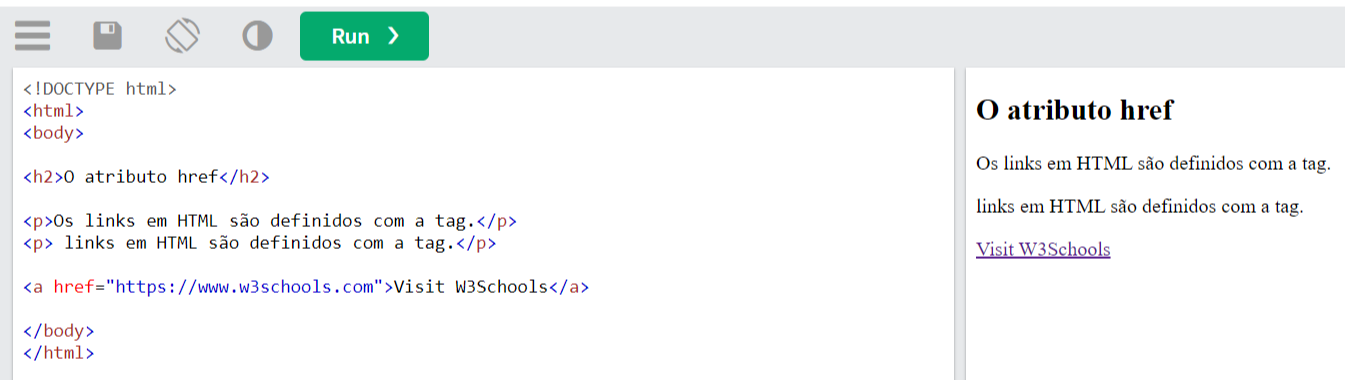 Run ❯
<!DOCTYPE html>
<html>
<body>
<h2>O atributo href</h2>
<p>Os links em HTML são definidos com a tag.</p>
<p> links em HTML são definidos com a tag.</p>
<a href="https://www.w3schools.com">Visit W3Schools</a>
</body>
</html>
O atributo href
Os links em HTML são definidos com a tag.
links em HTML são definidos com a tag.
Visit W3Schools